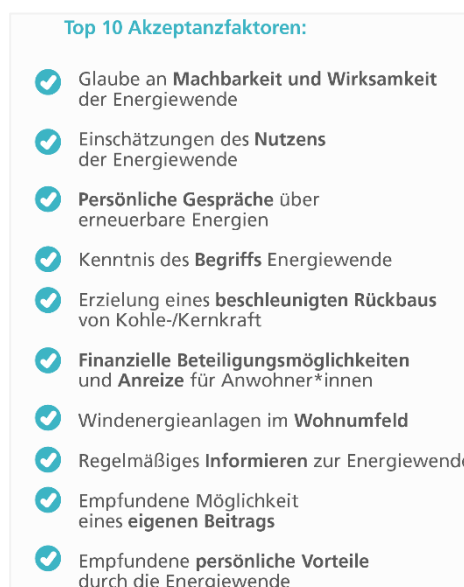 Top 10 Akzeptanzfaktoren:
Glaube an Machbarkeit und Wirksamkeit
der Energiewende
Einschätzungen des Nutzens
der Energiewende
Persönliche Gespräche über
erneuerbare Energien
Kenntnis des Begriffs Energiewende
Erzielung eines beschleunigten Rückbaus
von Kohle-/Kernkraft
Finanzielle Beteiligungsmöglichkeiten
und Anreize für Anwohner*innen
Windenergieanlagen im Wohnumfeld
Regelmäßiges Informieren zur Energiewende
Empfundene Möglichkeit
eines eigenen Beitrags
Empfundene persönliche Vorteile
durch die Energiewende